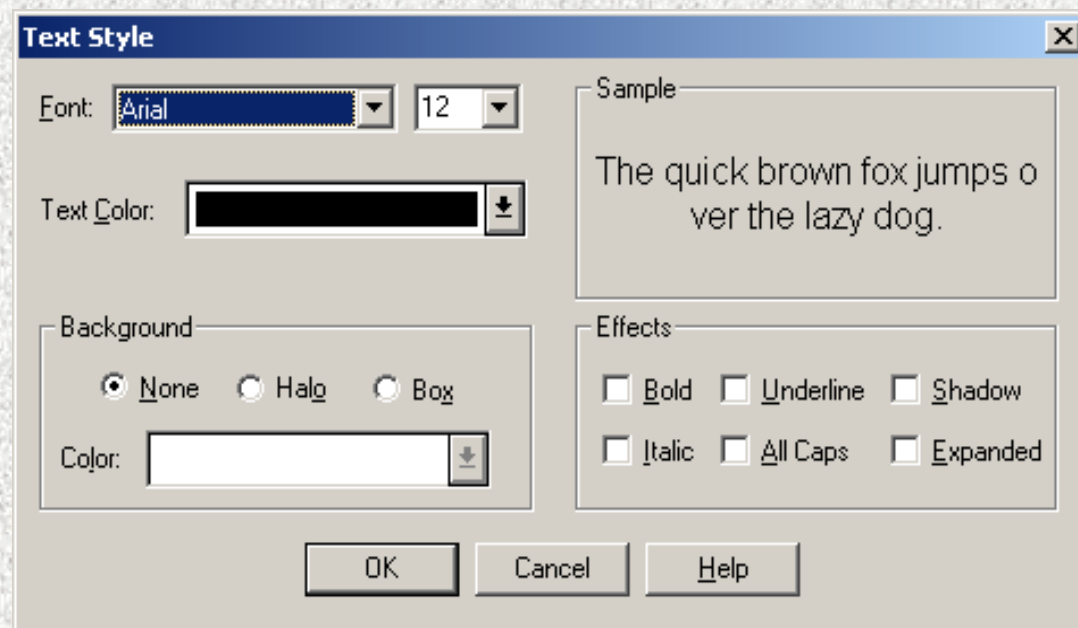 Text Style
Font: Arial 12
Sample
The quick brown fox jumps o
ver the lazy dog.
Text Color:
Background
None Halo Box
Color:
Effects
Bold Underline Shadow
Italic All Caps Expanded
OK Cancel Help